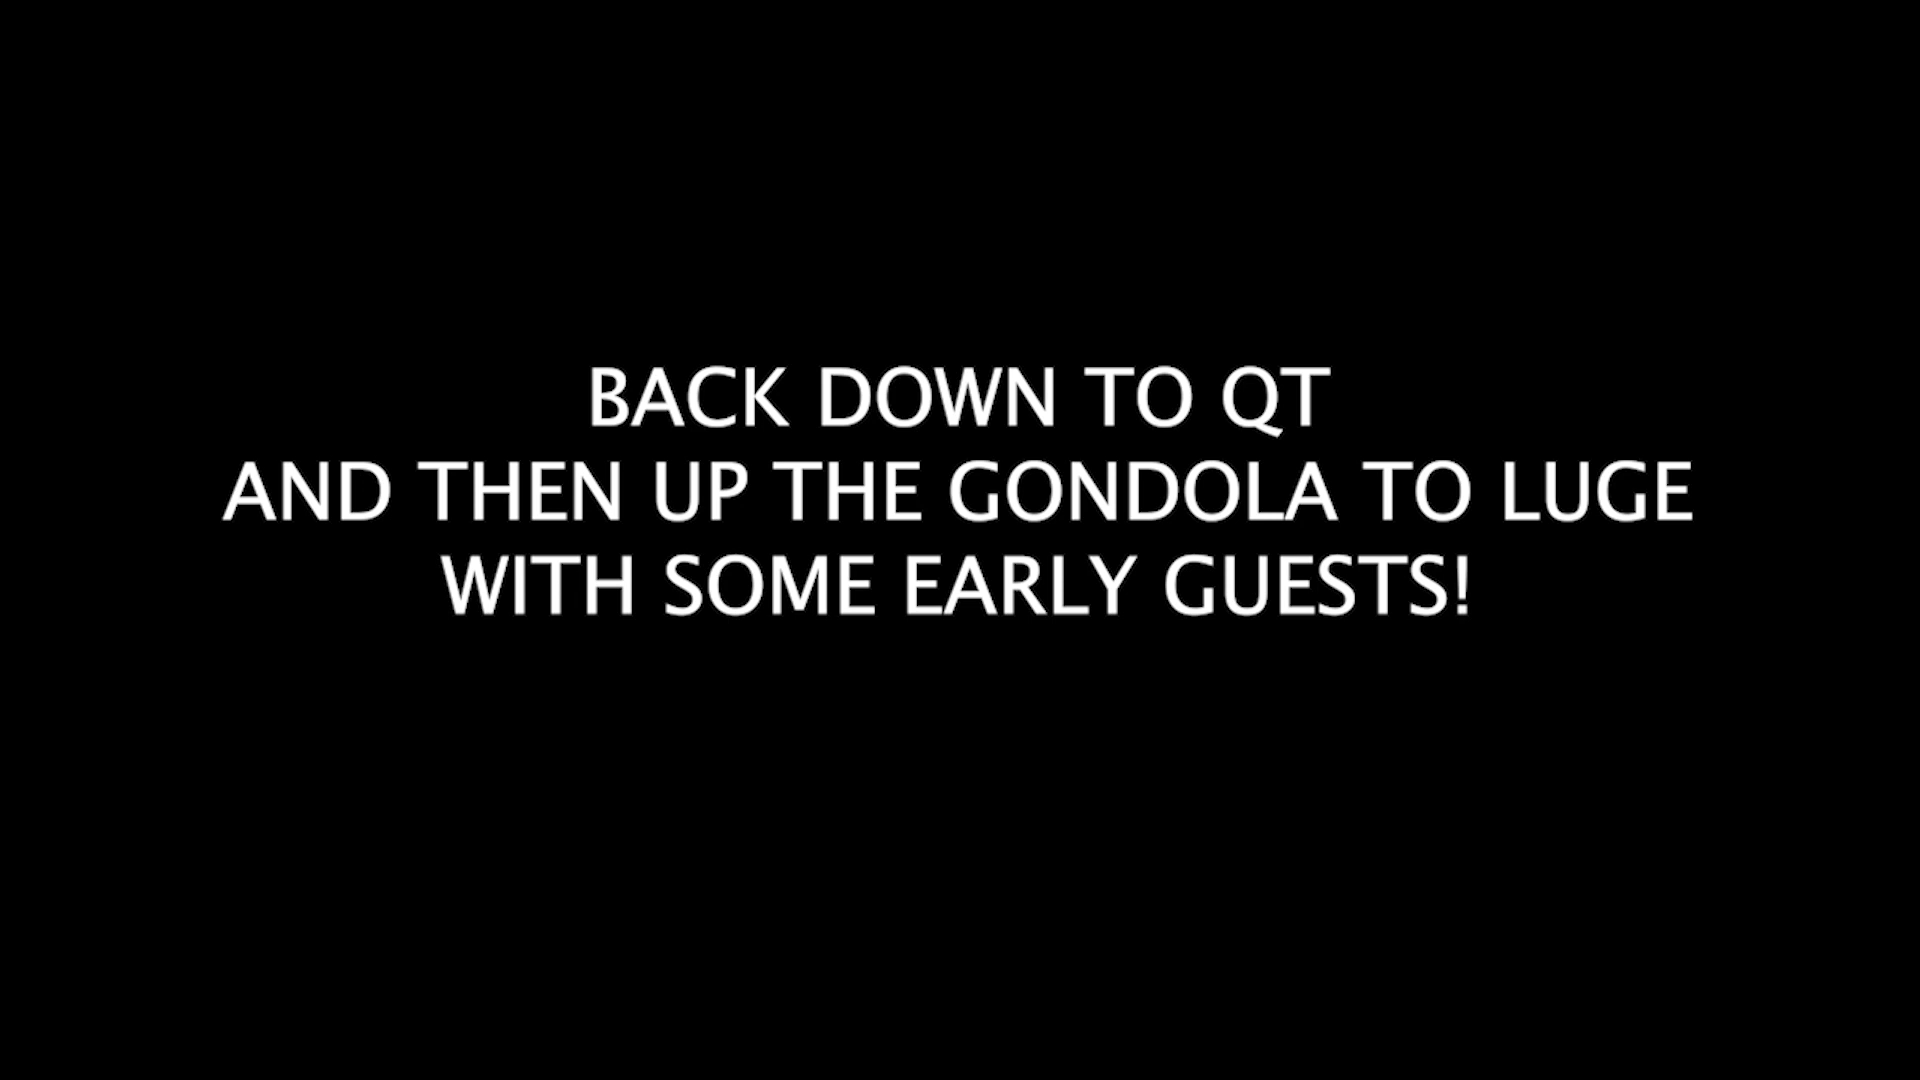 BACK DOWN TO QT
AND THEN UP THE GONDOLA TO LUGE
WITH SOME EARLY GUESTS!